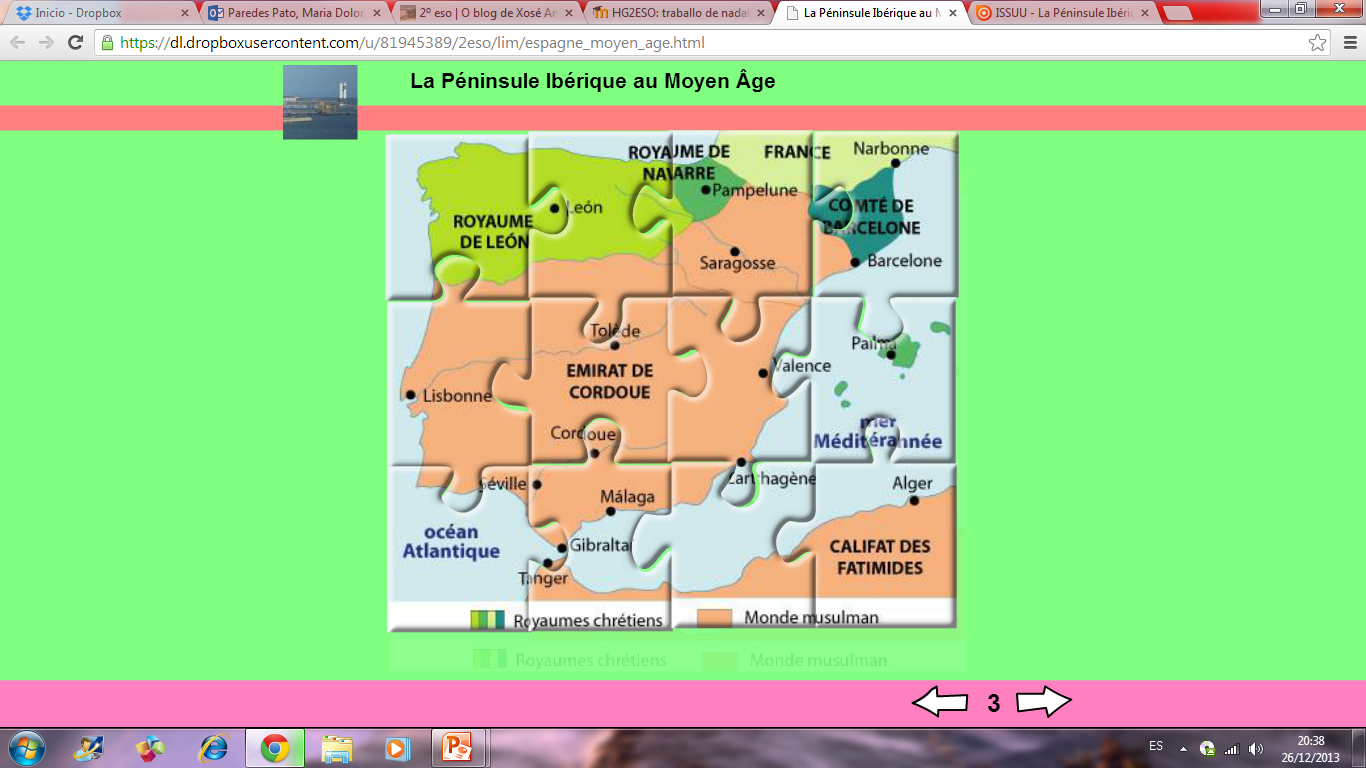 Inicio - Dropbox
Paredes Pato, Maria Dolor
2º eso | O blog de Xosé An
HG2ESO: traballo de nadal
La Péninsule Ibérique au M
ISSUU - La Péninsule Ibéric
https://dl.dropboxusercontent.com/u/81945389/2eso/lim/espagne_moyen_age.html
La Péninsule Ibérique au Moyen Âge
ROYAUME DE
NAVARRE
FRANCE
Narbonne
Pampelune
León
COMTÉ DE
BARCELONE
ROYAUME
DE LEÓN
Saragosse
Barcelone
Tolède
Palma
Valence
EMIRAT DE
CORDOUE
Lisbonne
mer
Méditérannée
Cordoue
Séville
Carthagène
Alger
Málaga
océan
Atlantique
Gibraltar
CALIFAT DES
FATIMIDES
Tanger
Royaumes chrétiens
Monde musulman
Royaumes chrétiens
Monde musulman
3
ES
20:38
26/12/2013